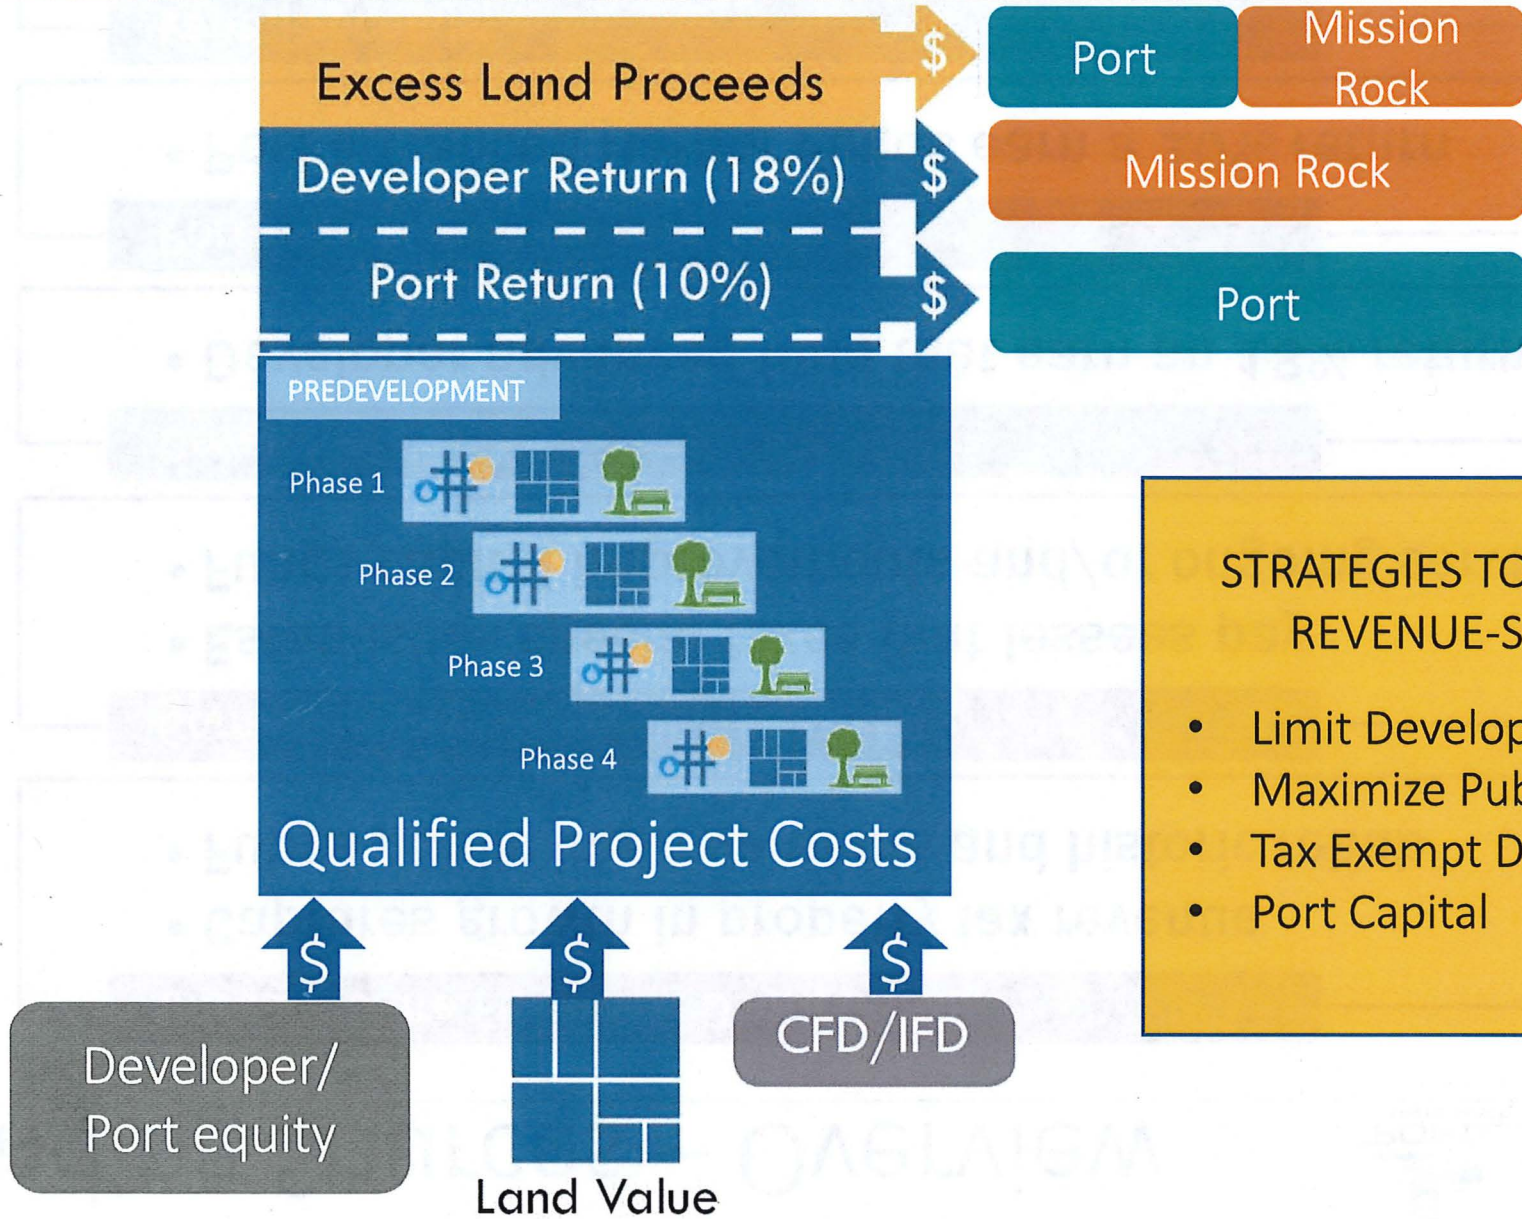 Excess Land Proceeds
$
Port
Mission
Rock
Developer Return (18%)
$
Mission Rock
Port Return (10%)
$
Port
PREDEVELOPMENT
Phase 1
Phase 2
Phase 3
Phase 4
Qualified Project Costs
$
$
$
Developer/
Port equity
Land Value
CFD/IFD
STRATEGIES TO
REVENUE-S
• Limit Develop
• Maximize Pub
• Tax Exempt D
• Port Capital